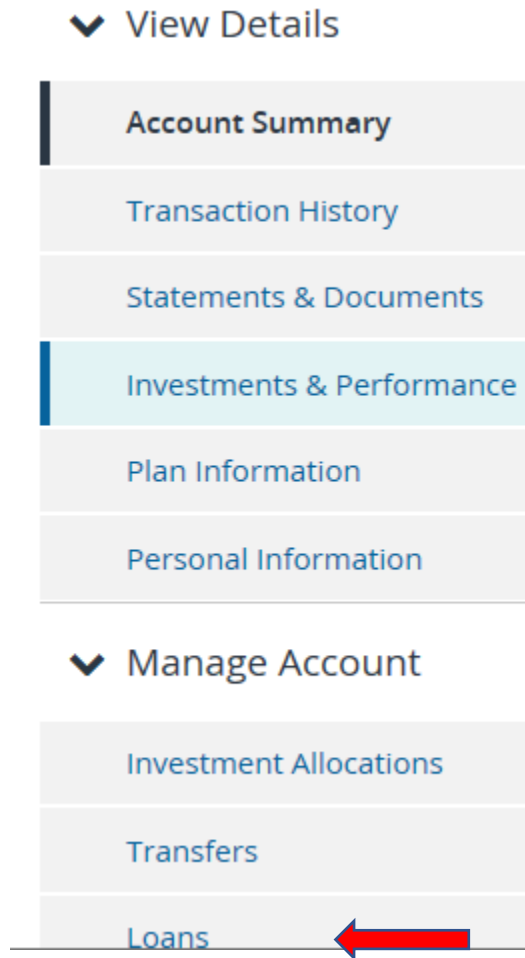 View Details
Account Summary
Transaction History
Statements & Documents
Investments & Performance
Plan Information
Personal Information
Manage Account
Investment Allocations
Transfers
Loans